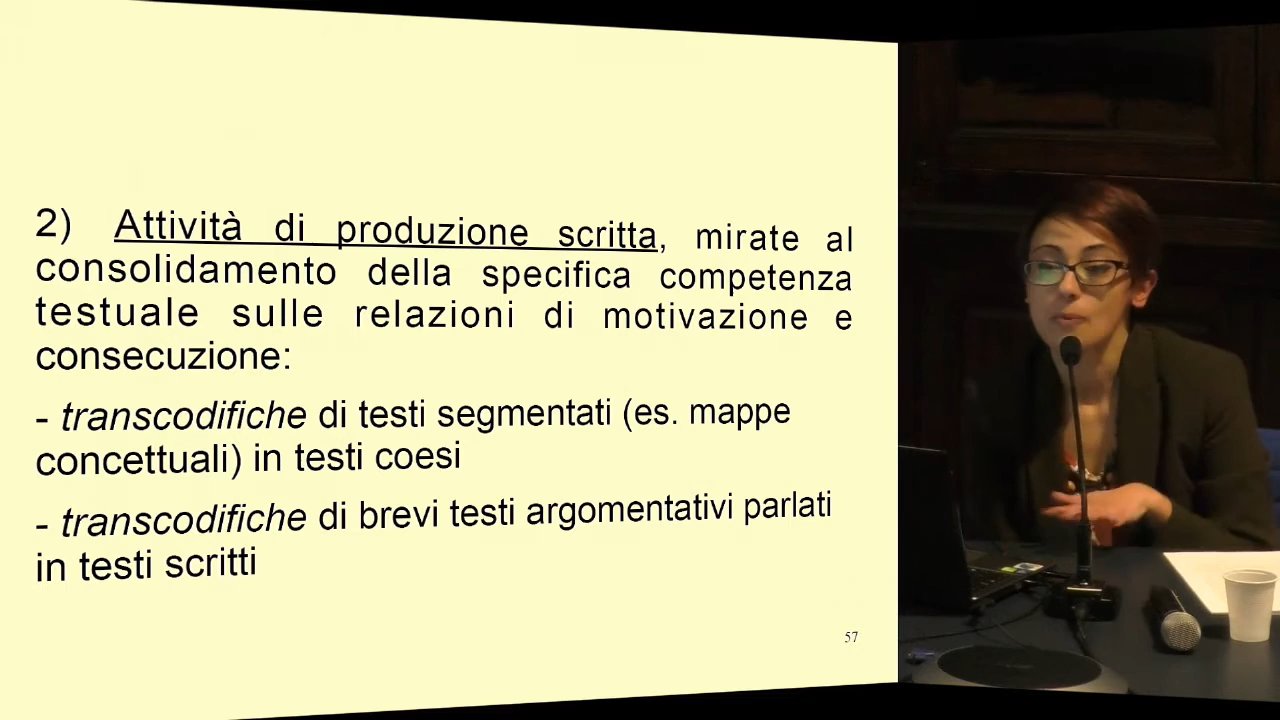 2) Attività di produzione scritta, mirate al
consolidamento della specifica competenza
testuale sulle relazioni di motivazione e
consecuzione:
- transcodifiche di testi segmentati (es. mappe
concettuali) in testi coesi
- transcodifiche di brevi testi argomentativi parlati
in testi scritti
57